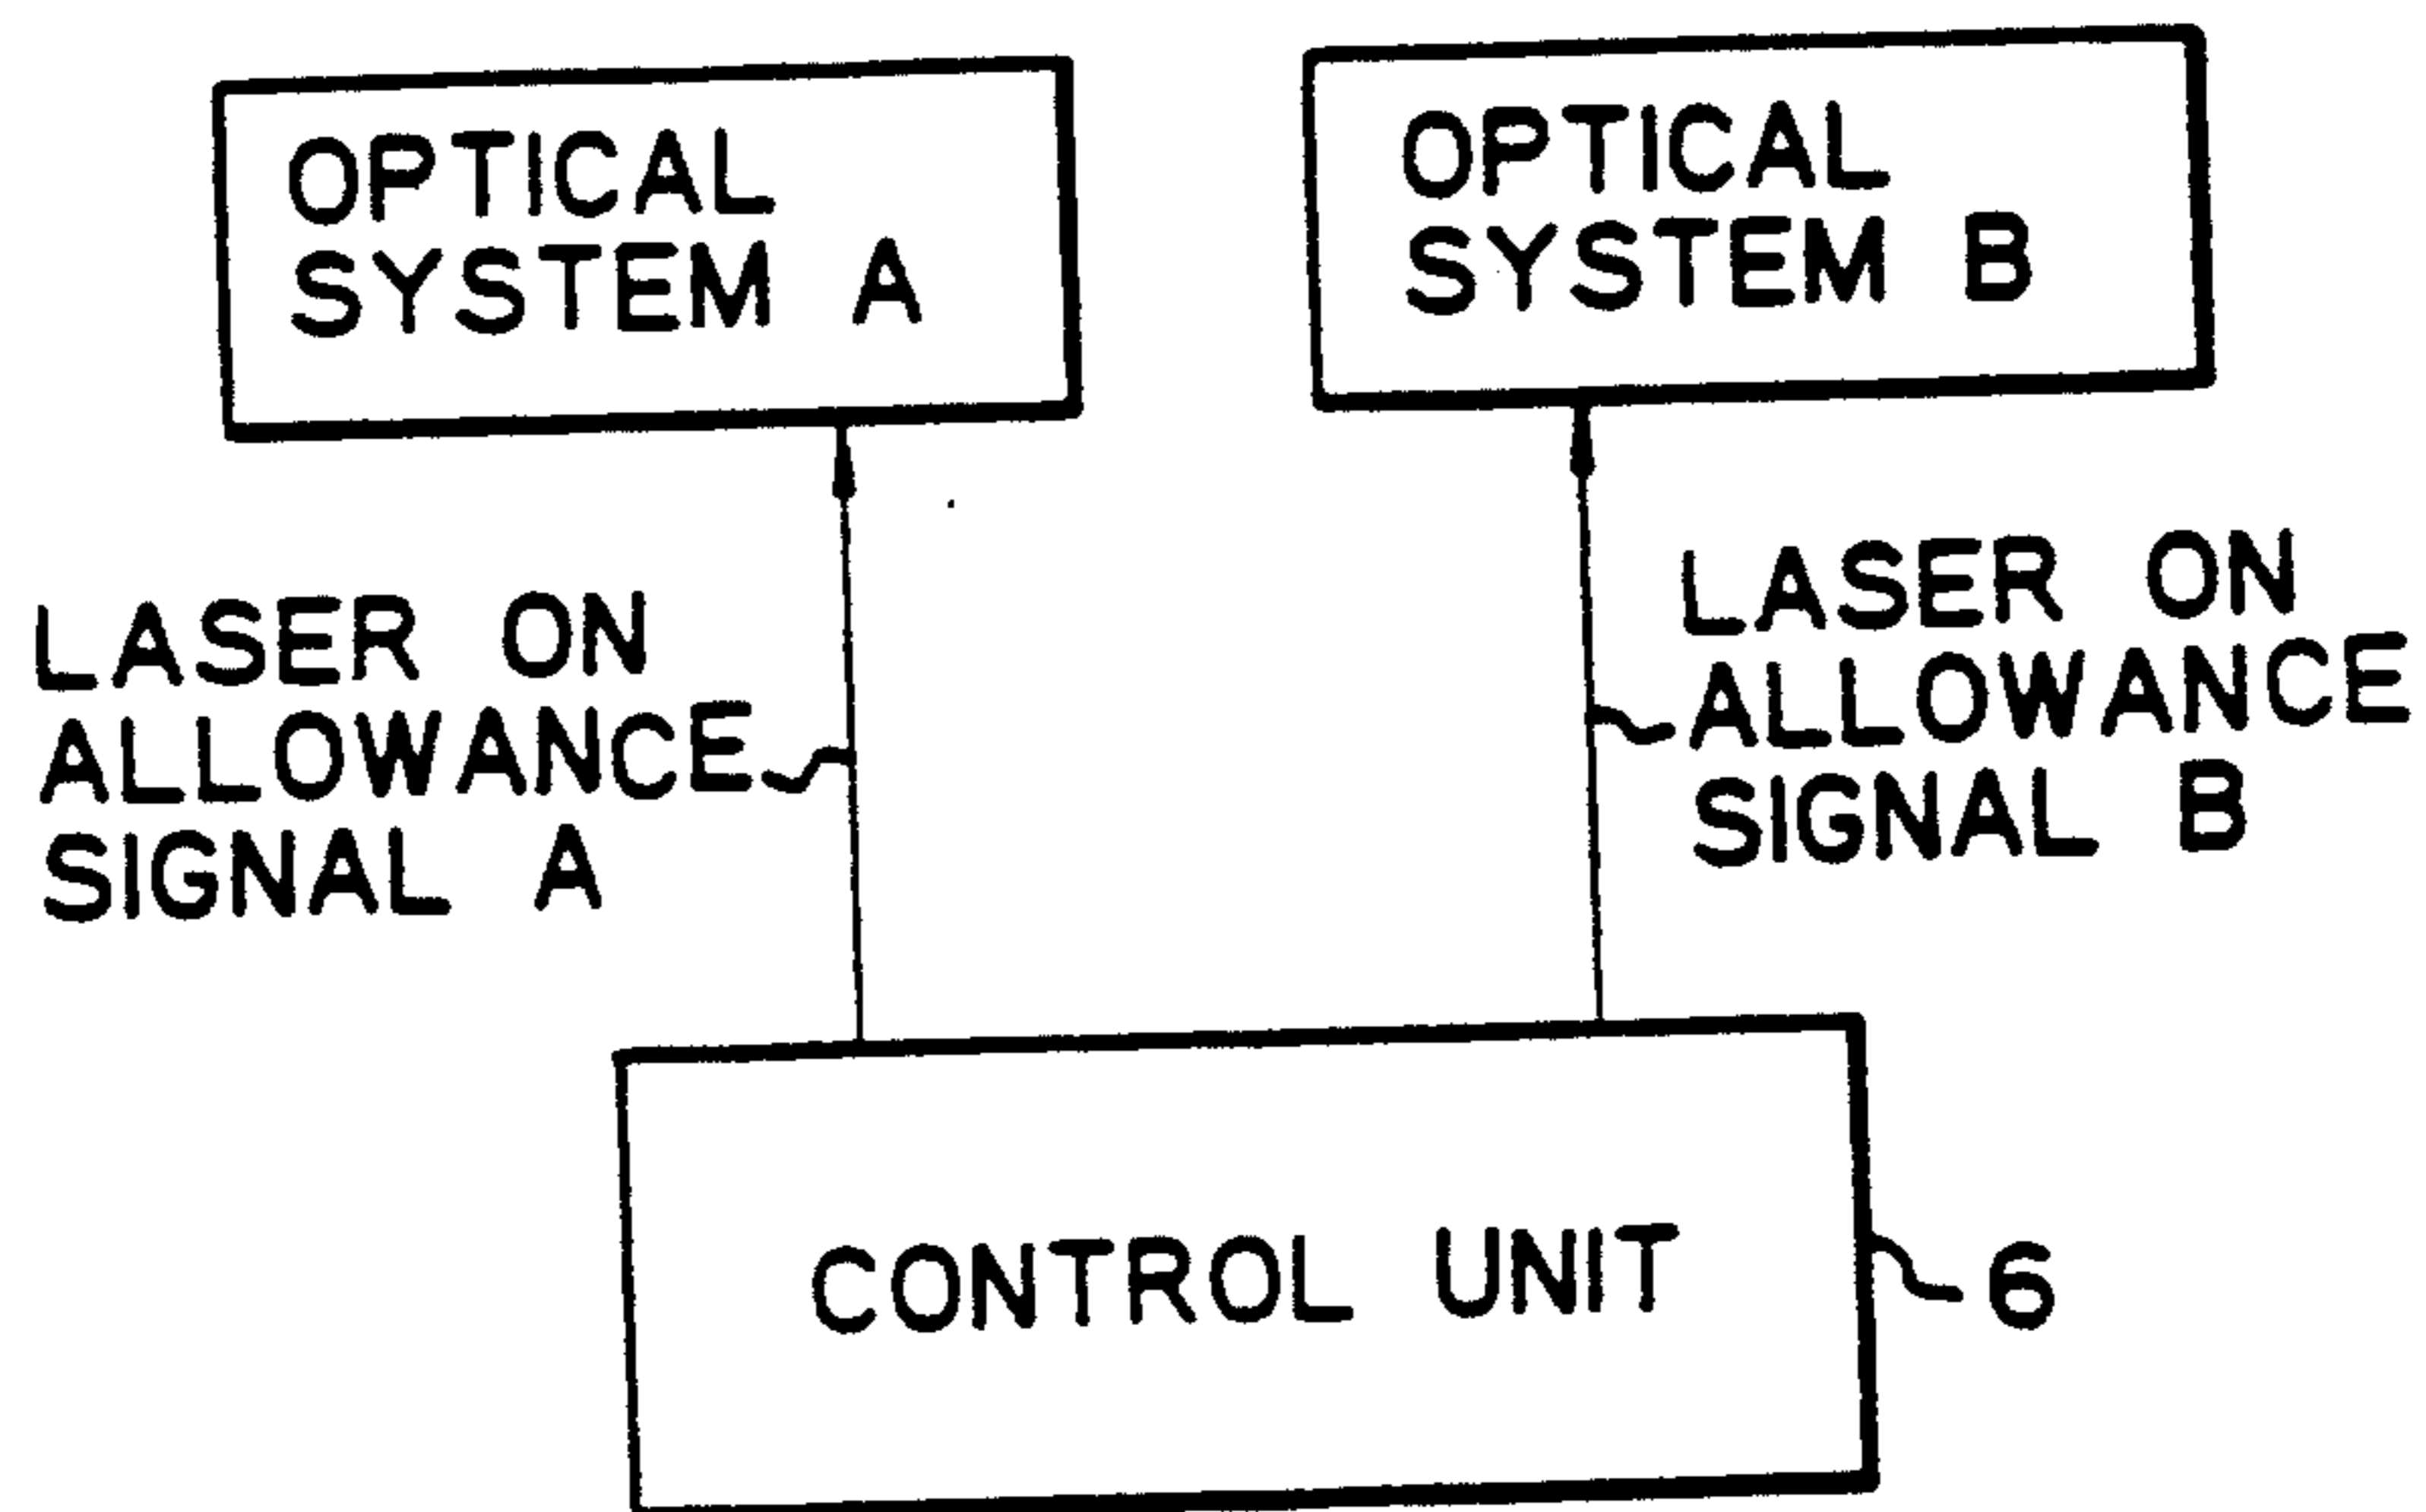 OPTICAL
SYSTEM A
OPTICAL
SYSTEM B
LASER ON
ALLOWANCE
SIGNAL A
LASER ON
ALLOWANCE
SIGNAL B
CONTROL UNIT
6